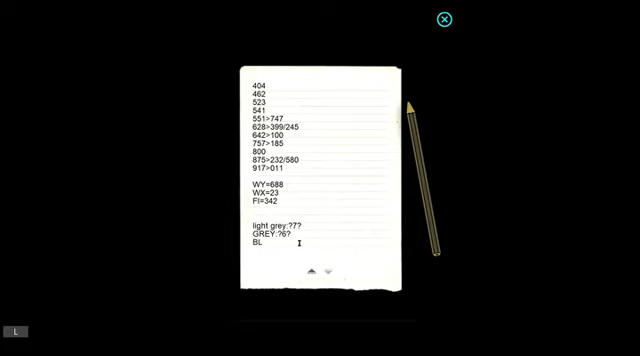 404
462
523
541
551>747
628>399/245
642>100
757>185
800
875>232/580
917>011
WY=688
WX=23
FI=342
light grey:?7?
GREY:?6?
BL
L